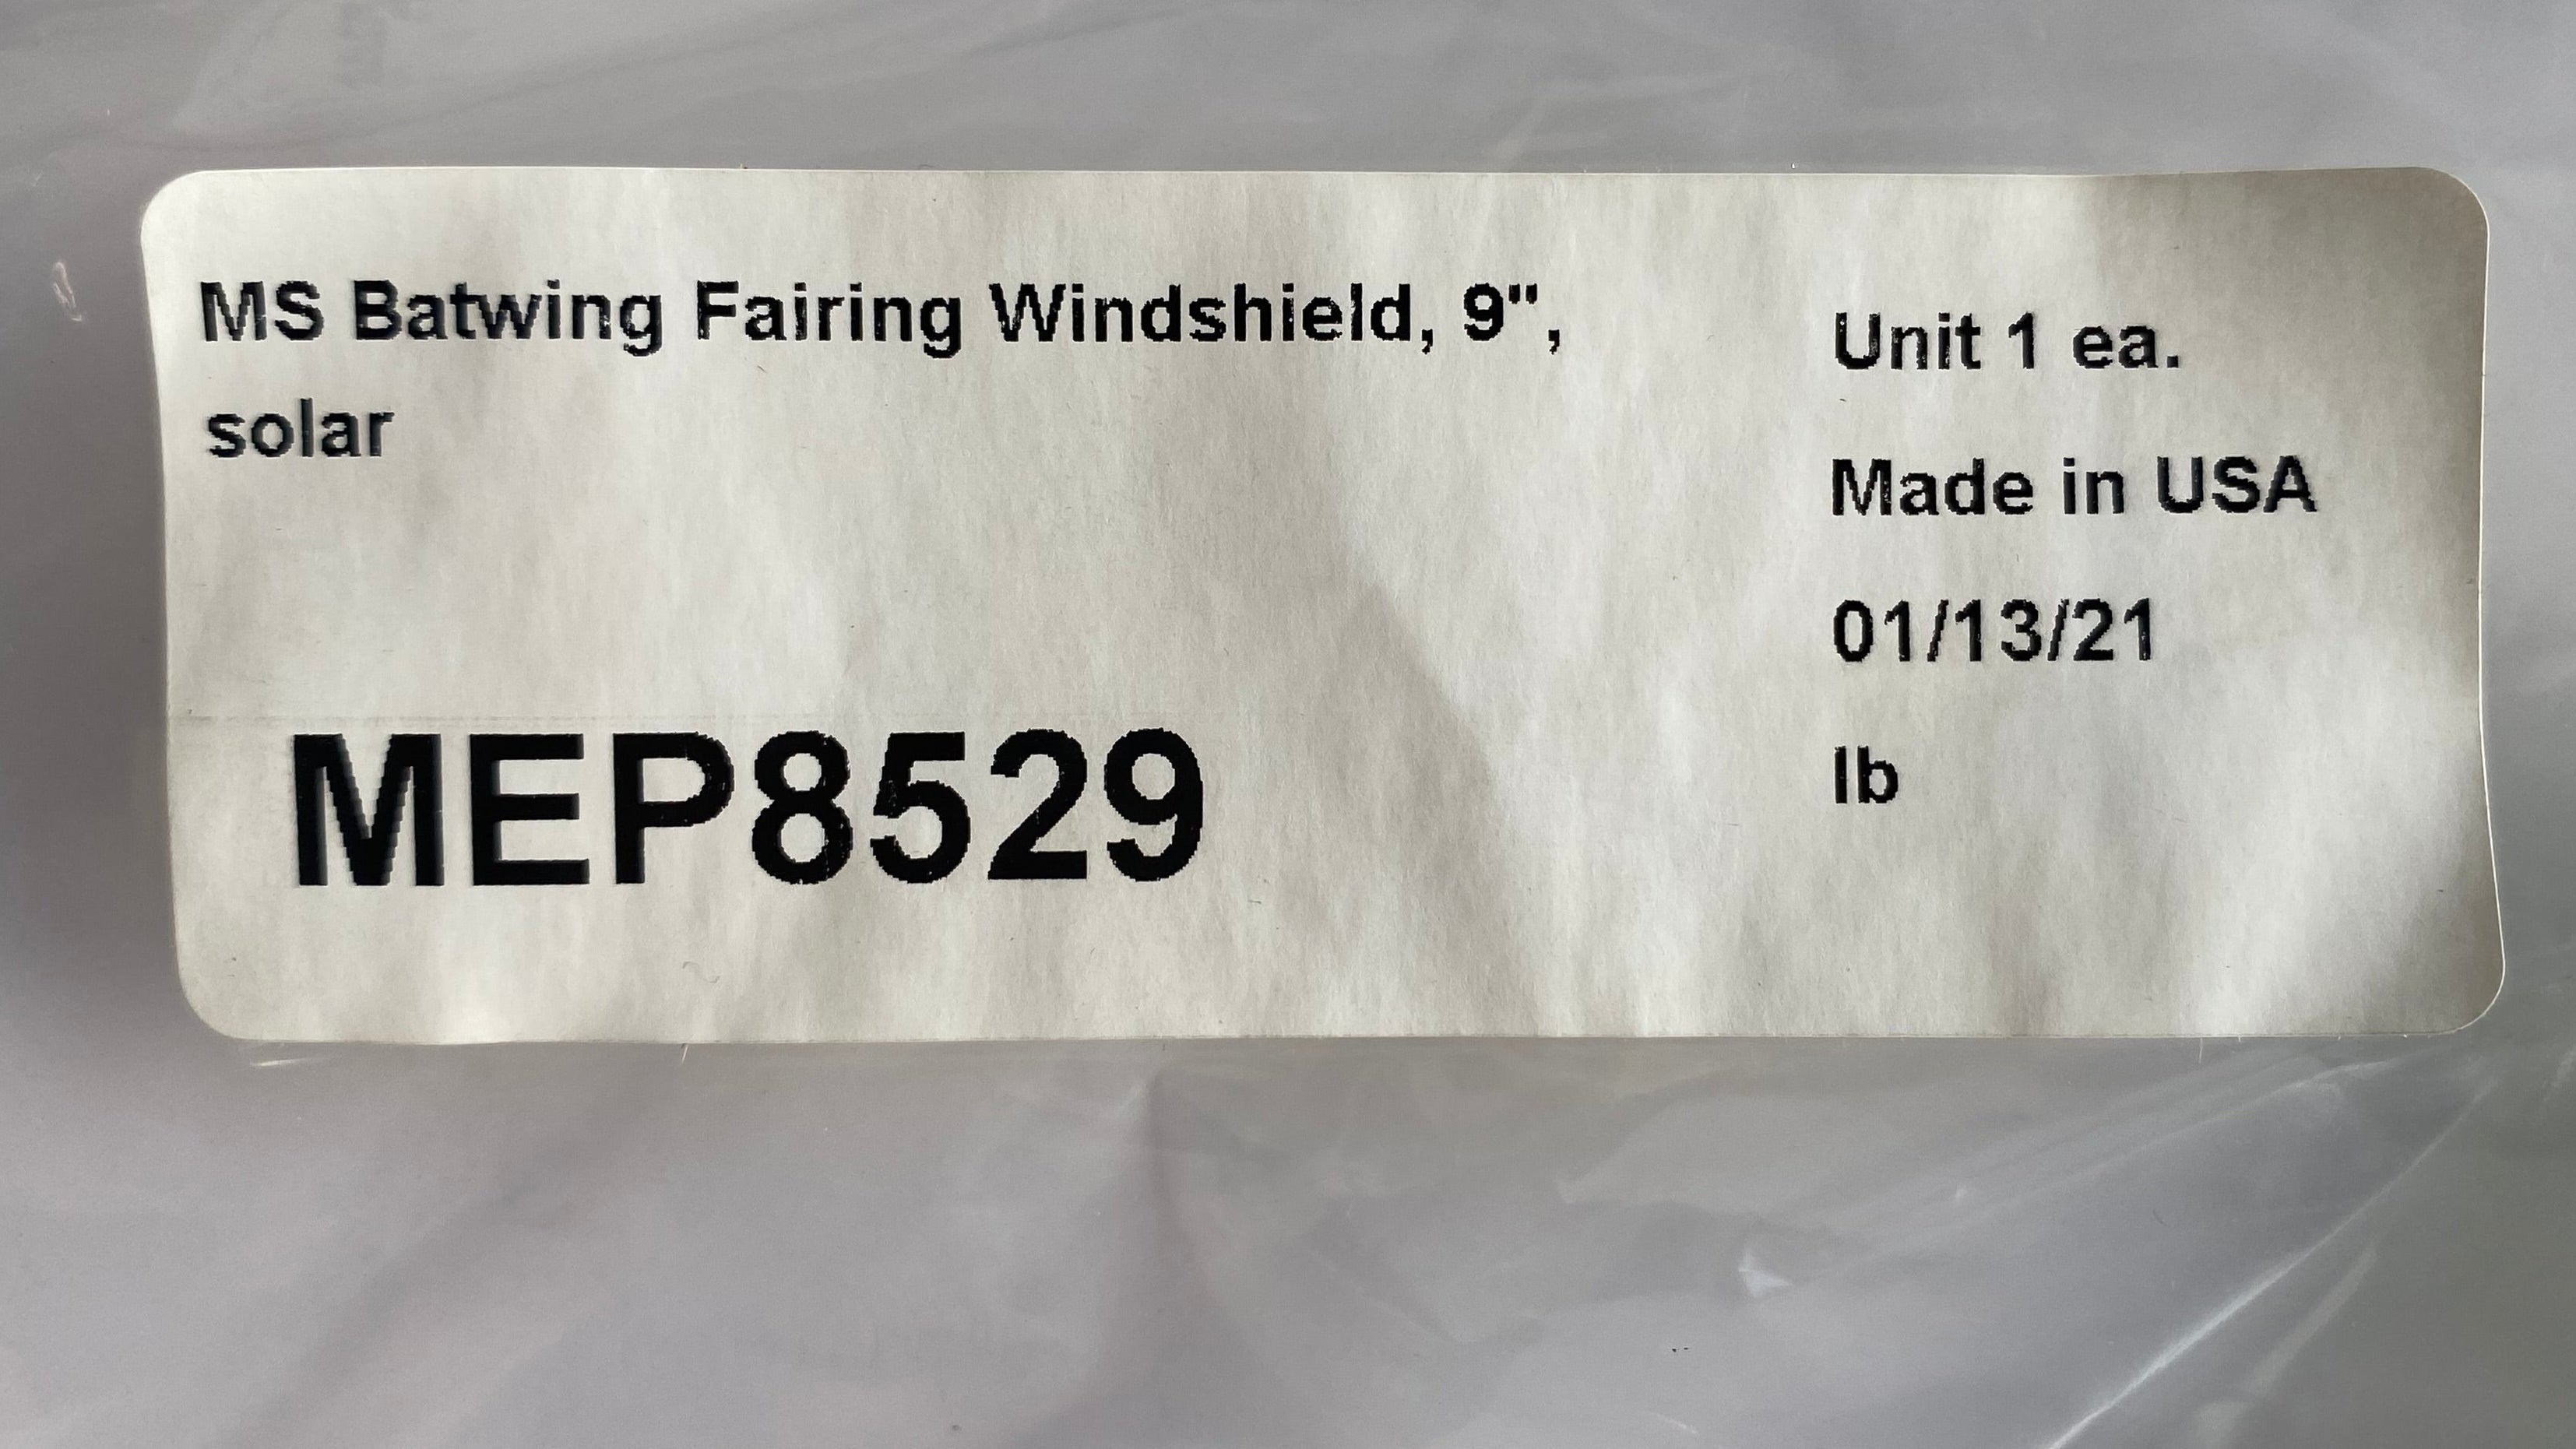 MS Batwing Fairing Windshield, 9",
solar
MEP8529
Unit 1 ea.
Made in USA
01/13/21
lb